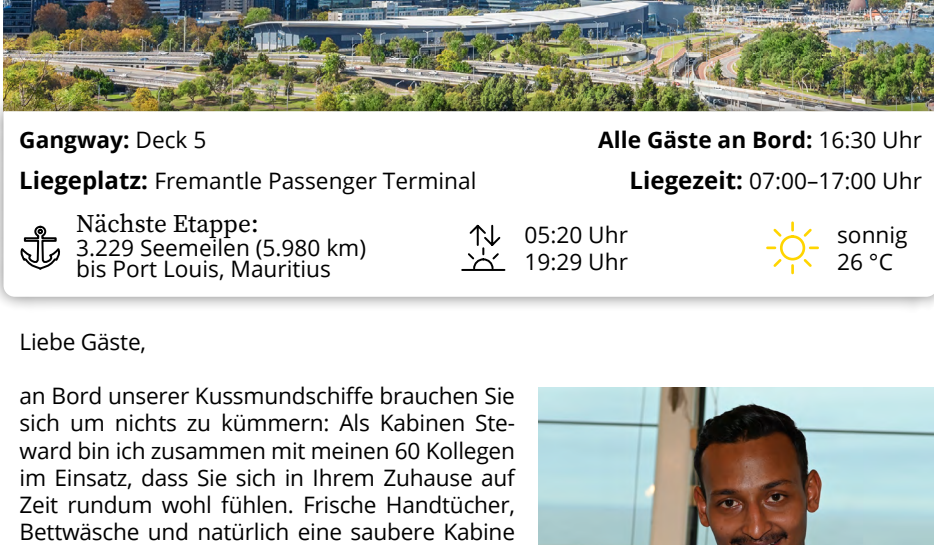 Gangway: Deck 5
Alle Gäste an Bord: 16:30 Uhr
Liegeplatz: Fremantle Passenger Terminal
Liegezeit: 07:00–17:00 Uhr
Nächste Etappe:
3.229 Seemeilen (5.980 km)
bis Port Louis, Mauritius
05:20 Uhr
19:29 Uhr
sonnig
26 °C
Liebe Gäste,
an Bord unserer Kussmundschiffe brauchen Sie
sich um nichts zu kümmern: Als Kabinen Ste-
ward bin ich zusammen mit meinen 60 Kollegen
im Einsatz, dass Sie sich in Ihrem Zuhause auf
Zeit rundum wohl fühlen. Frische Handtücher,
Bettwäsche und natürlich eine saubere Kabine